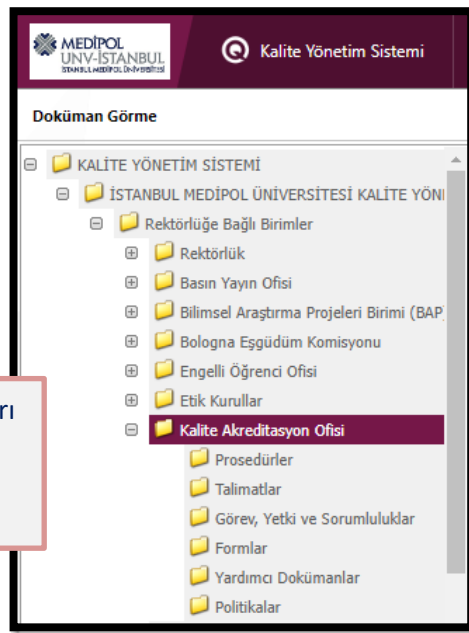 MEDİPOL
UNV-İSTANBUL
İSTANBUL MEDİPOL ÜNİVERSİTESİ
Kalite Yönetim Sistemi
Doküman Görme
KALİTE YÖNETİM SİSTEMİ
İSTANBUL MEDİPOL ÜNİVERSİTESİ KALİTE YÖN
Rektörlüğe Bağlı Birimler
Rektörlük
Basın Yayın Ofisi
Bilimsel Araştırma Projeleri Birimi (BAP)
Bologna Eşgüdüm Komisyonu
Engelli Öğrenci Ofisi
Etik Kurullar
rı
Kalite Akreditasyon Ofisi
Prosedürler
Talimatlar
Görev, Yetki ve Sorumluluklar
Formlar
Yardımcı Dokümanlar
Politikalar